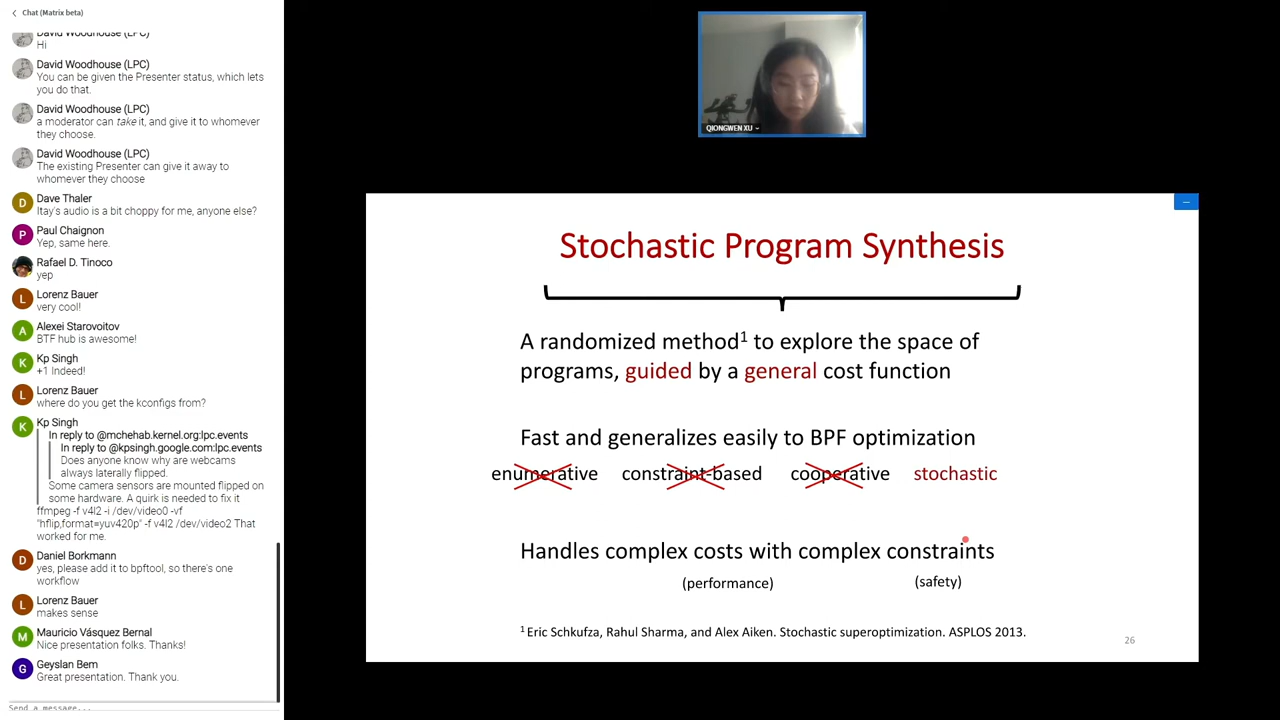 Chat (Matrix beta)
David Woodhouse (LPC)
Hi
David Woodhouse (LPC)
You can be given the Presenter status, which lets
you do that.
David Woodhouse (LPC)
a moderator can take it, and give it to whomever
they choose.
David Woodhouse (LPC)
The existing Presenter can give it away to
whomever they choose
Dave Thaler
Itay's audio is a bit choppy for me, anyone else?
Paul Chaignon
Yep, same here.
Rafael D. Tinoco
yep
Lorenz Bauer
very cool!
Alexei Starovoitov
BTF hub is awesome!
Kp Singh
+1 Indeed!
Lorenz Bauer
where do you get the kconfigs from?
Kp Singh
In reply to @mchehab.kernel.org:lpc.events
In reply to @kpsingh.google.com:lpc.events
Does anyone know why are webcams
always laterally flipped.
Some camera sensors are mounted flipped on
some hardware. A quirk is needed to fix it
ffmpeg -f v4l2 -i /dev/video0 -vf
"hflip,format=yuv420p" -f v4l2 /dev/video2 That
worked for me.
Daniel Borkmann
yes, please add it to bpftool, so there's one
workflow
Lorenz Bauer
makes sense
Mauricio Vásquez Bernal
Nice presentation folks. Thanks!
Geyslan Bem
Great presentation. Thank you.
Send a message...
QIONGWEN XU
Stochastic Program Synthesis
A randomized method1 to explore the space of
programs, guided by a general cost function
Fast and generalizes easily to BPF optimization
enumerative constraint-based cooperative stochastic
Handles complex costs with complex constraints
(performance) (safety)
1 Eric Schkufza, Rahul Sharma, and Alex Aiken. Stochastic superoptimization. ASPLOS 2013.
26